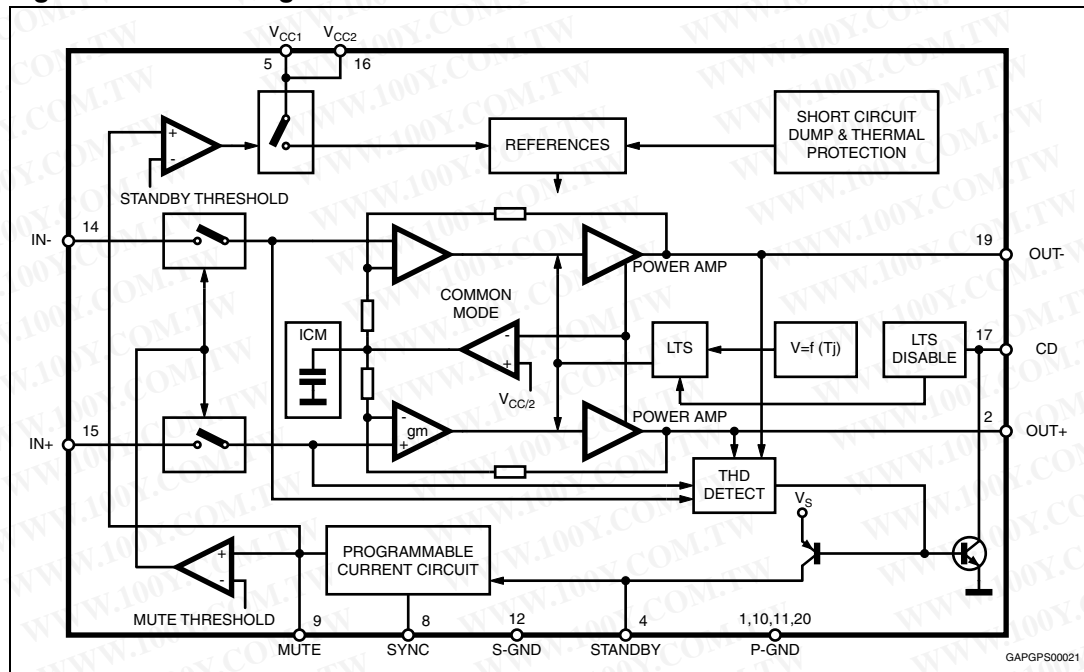 VCC1
VCC2
5
16
SHORT CIRCUIT
DUMP & THERMAL
PROTECTION
REFERENCES
+
-
STANDBY THRESHOLD
IN-
14
19
OUT-
POWER AMP
COMMON
MODE
ICM
-
+
VCC/2
LTS
V=f (Tj)
LTS
DISABLE
17
CD
POWER AMP
2
OUT+
IN+
15
-
gm
+
THD
DETECT
VS
+
-
PROGRAMMABLE
CURRENT CIRCUIT
MUTE THRESHOLD
9
8
12
4
1,10,11,20
MUTE
SYNC
S-GND
STANDBY
P-GND
GAPGPS00021
WWW.100Y.COM.TW